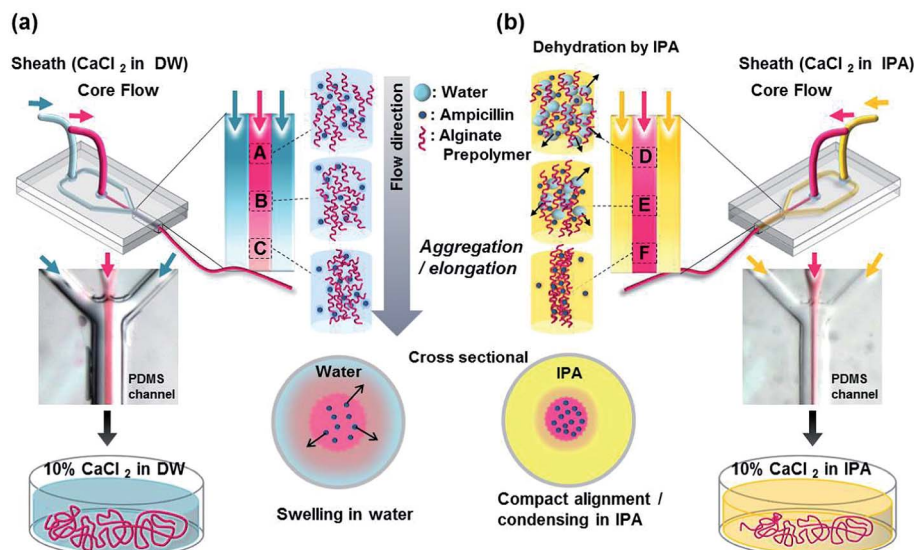 (a)
Sheath (CaCl 2 in DW)
Core Flow
A
B
C
PDMS
channel
10% CaCl 2 in DW
: Water
: Ampicillin
: Alginate
Prepolymer
Flow direction
Aggregation
/ elongation
Cross sectional
Water
Swelling in water
(b)
Dehydration by IPA
Sheath (CaCl 2 in IPA)
Core Flow
D
E
F
IPA
Compact alignment /
condensing in IPA
PDMS
channel
10% CaCl 2 in IPA